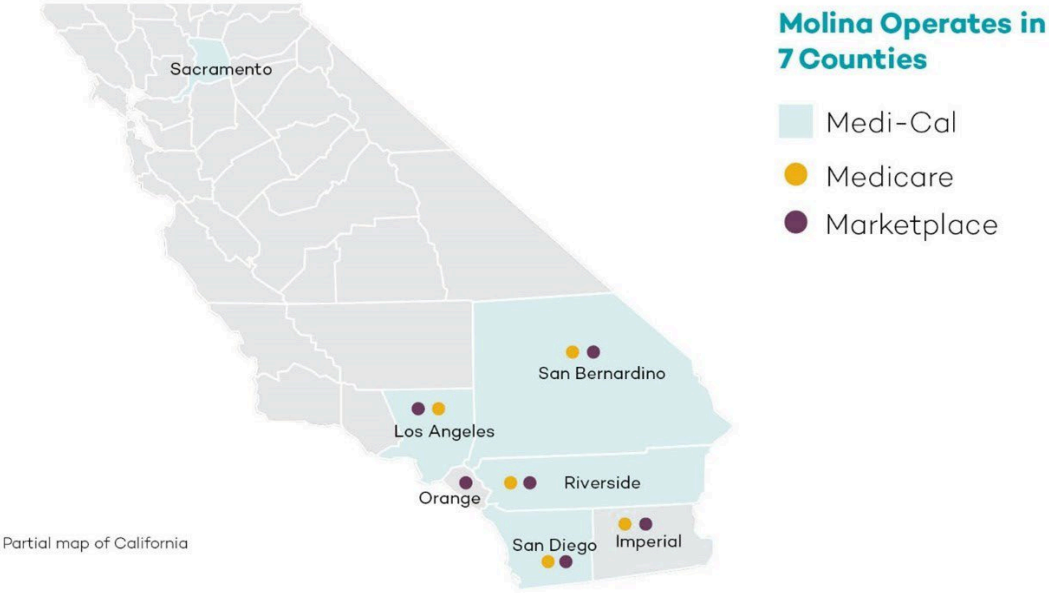 Molina Operates in
7 Counties
Medi-Cal
Medicare
Marketplace
Sacramento
San Bernardino
Los Angeles
Riverside
Orange
San Diego
Imperial
Partial map of California